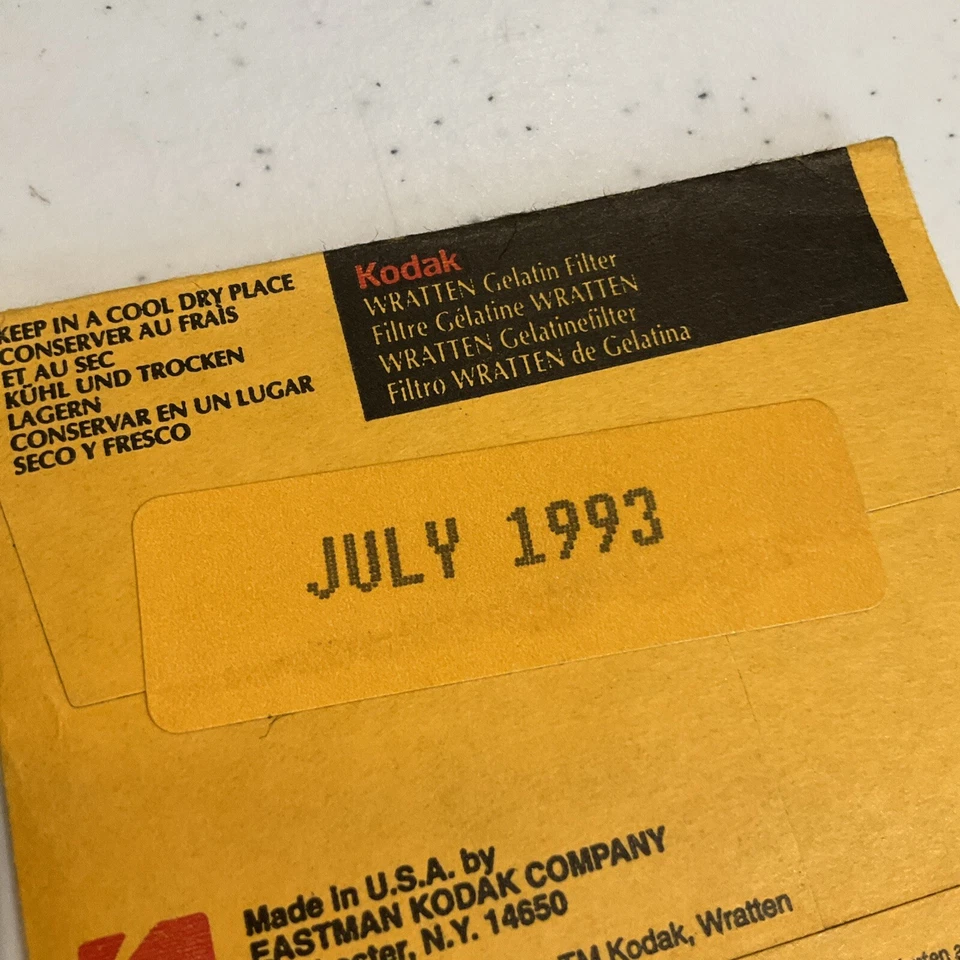 KEEP IN A COOL DRY PLACE
CONSERVER AU FRAIS
ET AU SEC
KÜHL UND TROCKEN
LAGERN
CONSERVAR EN UN LUGAR
SECO Y FRESCO
Kodak
WRATTEN Gelatin Filter
Filtre Gélatine WRATTEN
WRATTEN Gelatinefilter
Filtro WRATTEN de Gelatina
JULY 1993
Made in U.S.A. by
EASTMAN KODAK COMPANY
N.Y. 14650
TM Kodak, Wratten